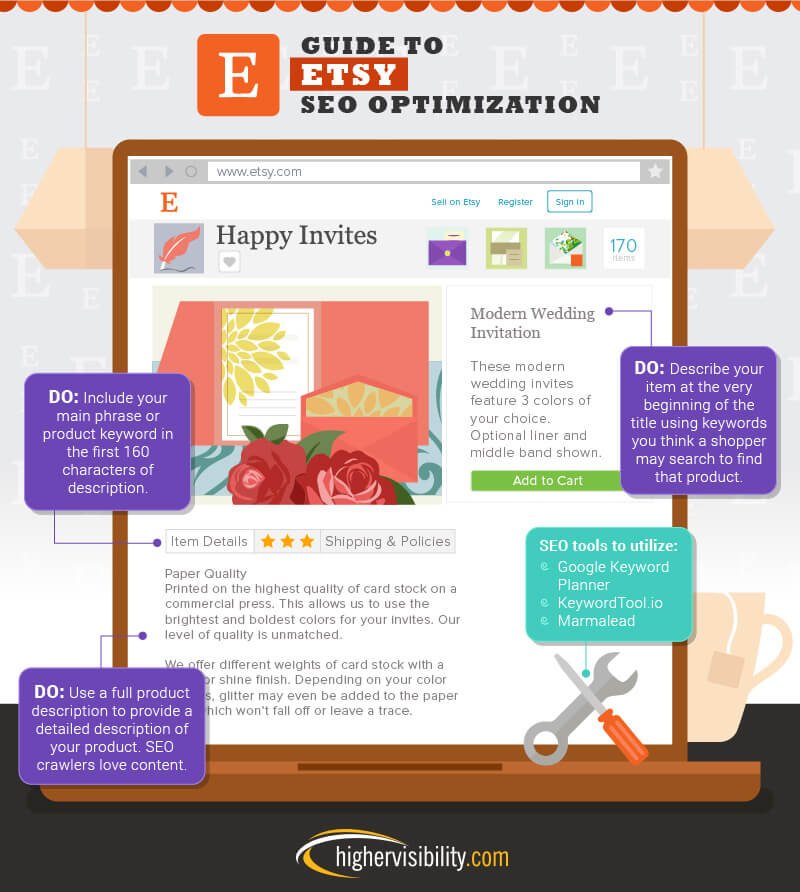 E
GUIDE TO
ETSY
SEO OPTIMIZATION
www.etsy.com
E
Sell on Etsy
Register
Sign in
Happy Invites
170
items
Modern Wedding
Invitation
These modern
wedding invites
feature 3 colors of
your choice.
Optional liner and
middle band shown.
Add to Cart
DO: Describe your
item at the very
beginning of the
title using keywords
you think a shopper
may search to find
that product.
DO: Include your
main phrase or
product keyword in
the first 160
characters of
description.
Item Details
Shipping & Policies
Paper Quality
Printed on the highest quality of card stock on a
commercial press. This allows us to use the
brightest and boldest colors for your invites. Our
level of quality is unmatched.
We offer different weights of card stock with a
or shine finish. Depending on your color
glitter may even be added to the paper
which won't fall off or leave a trace.
SEO tools to utilize:
Google Keyword
Planner
KeywordTool.io
Marmalead
DO: Use a full product
description to provide a
detailed description of
your product. SEO
crawlers love content.
highervisibility.com